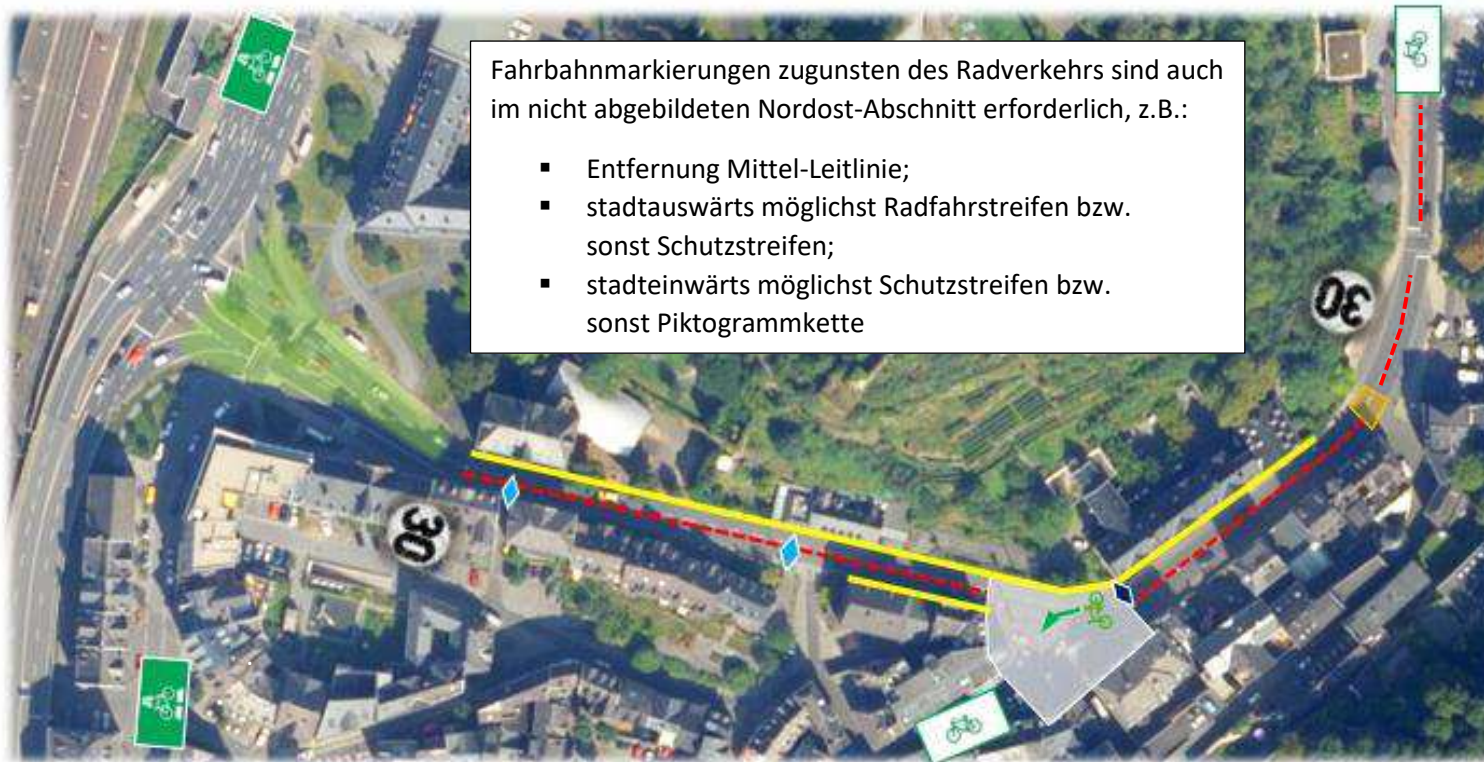 Fahrbahnmarkierungen zugunsten des Radverkehrs sind auch
im nicht abgebildeten Nordost-Abschnitt erforderlich, z.B.:
▪ Entfernung Mittel-Leitlinie;
▪ stadtauswärts möglichst Radfahrstreifen bzw.
sonst Schutzstreifen;
▪ stadteinwärts möglichst Schutzstreifen bzw.
sonst Piktogrammkette
30
30